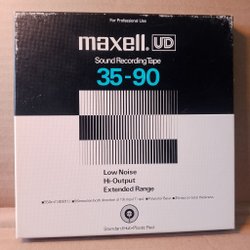 For Professional Use
maxell. UD
Sound Recording Tape
35-90
Low Noise
Hi-Output
Extended Range
Standard Hub•Plastic Reel